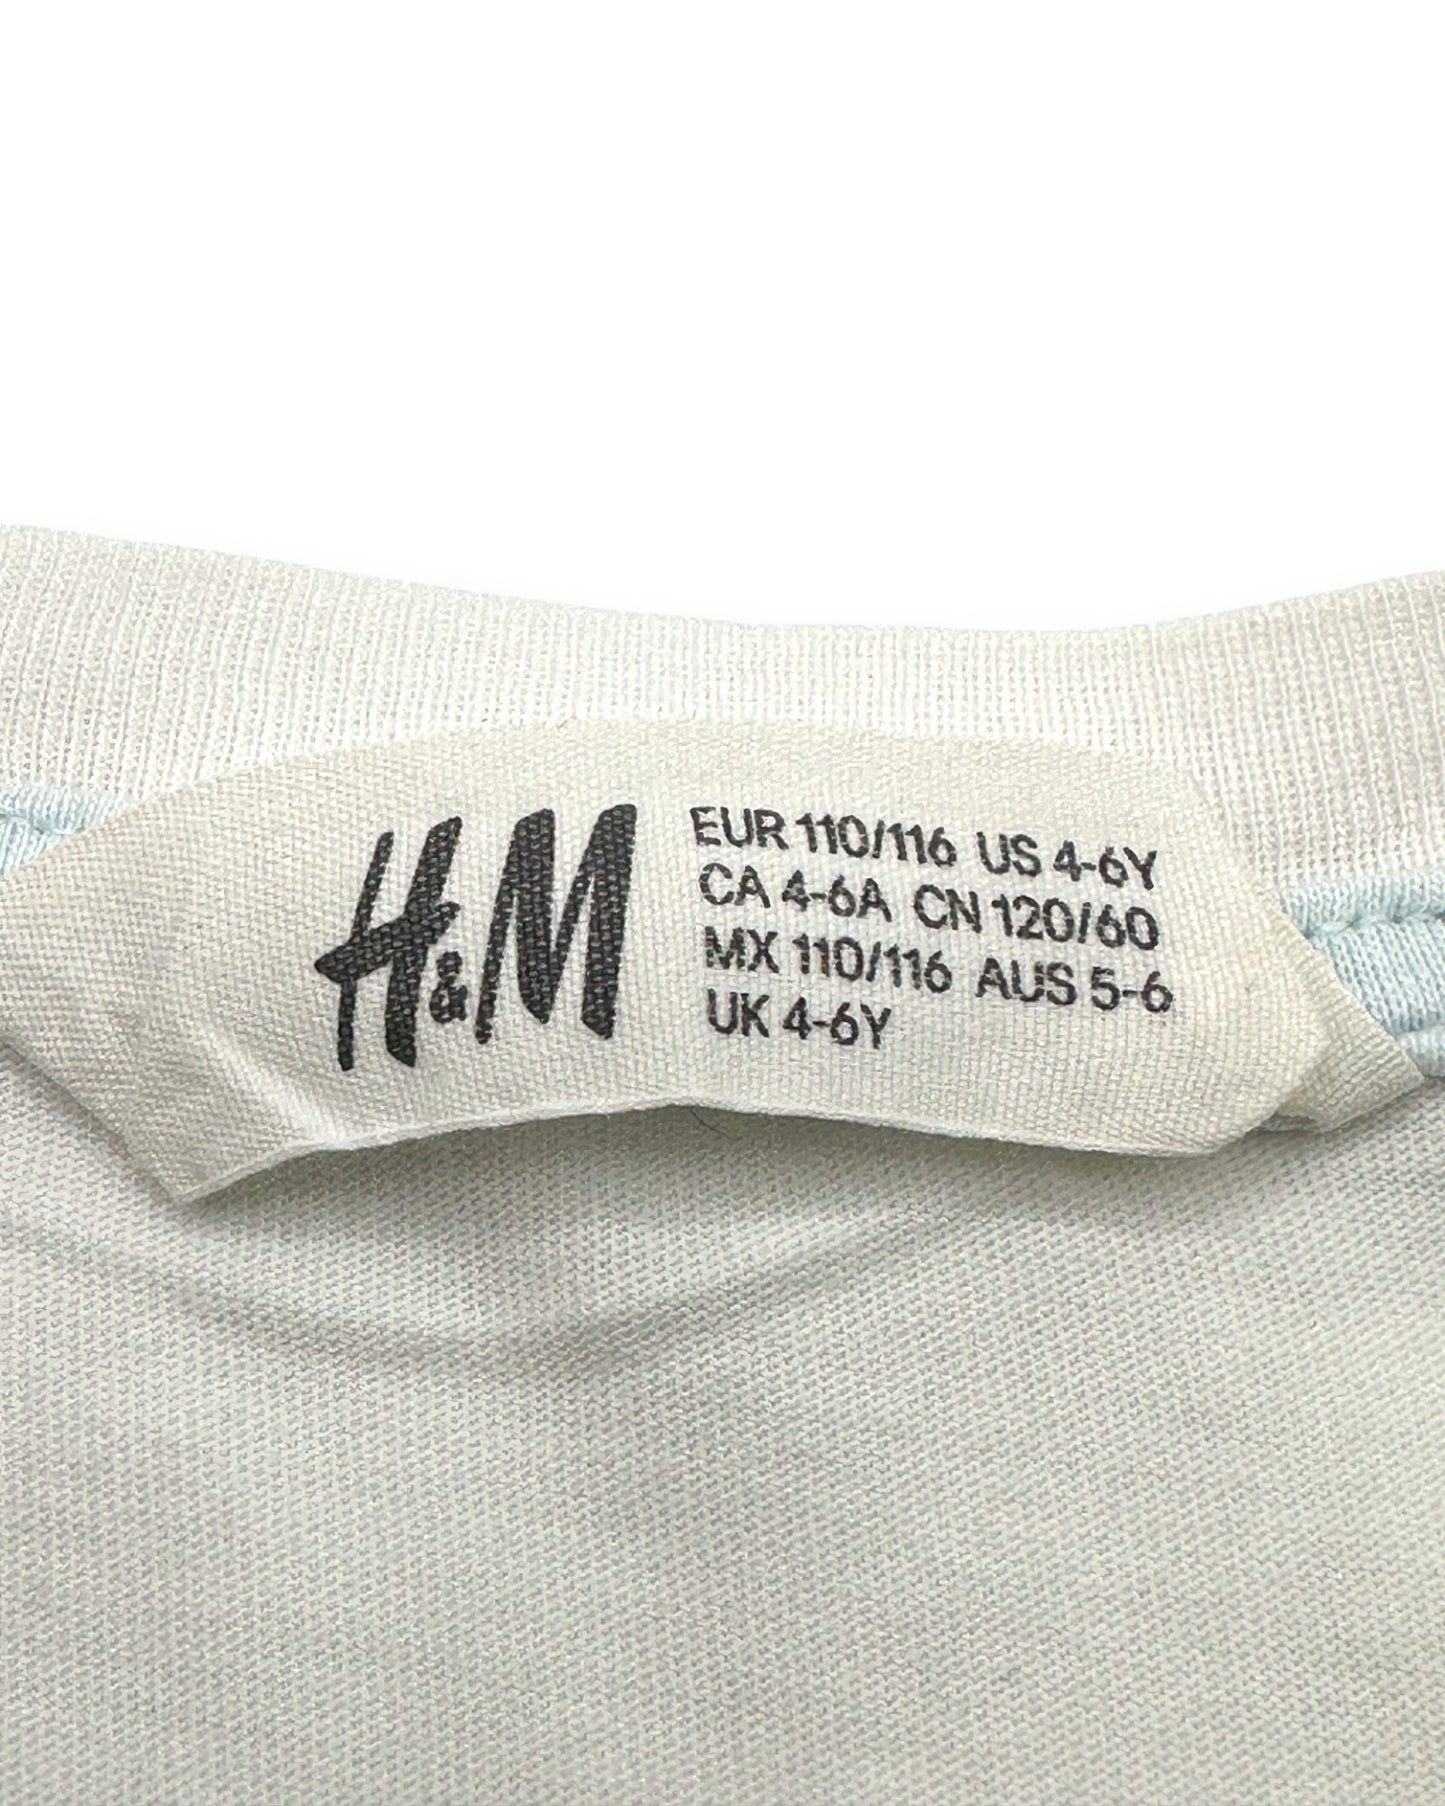 H&M
EUR 110/116 US 4-6Y
CA 4-6A CN 120/60
MX 110/116 AUS 5-6
UK 4-6Y